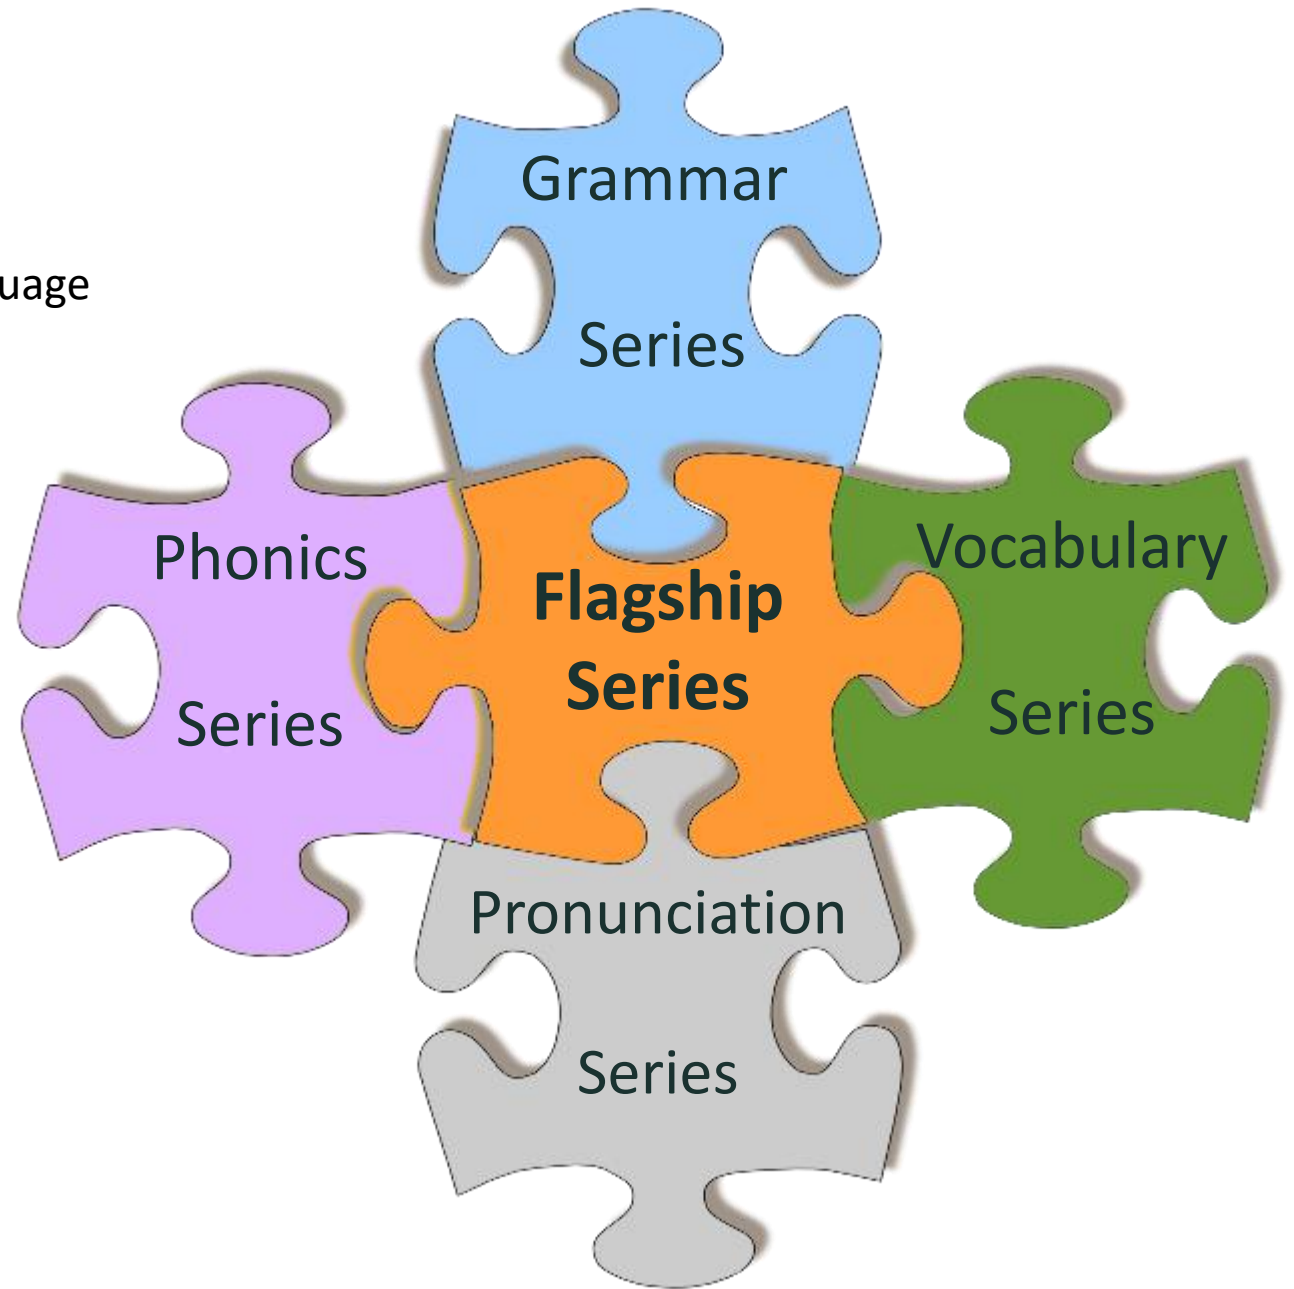 Grammar
Series
uage
Phonics
Series
Flagship
Series
Vocabulary
Series
Pronunciation
Series